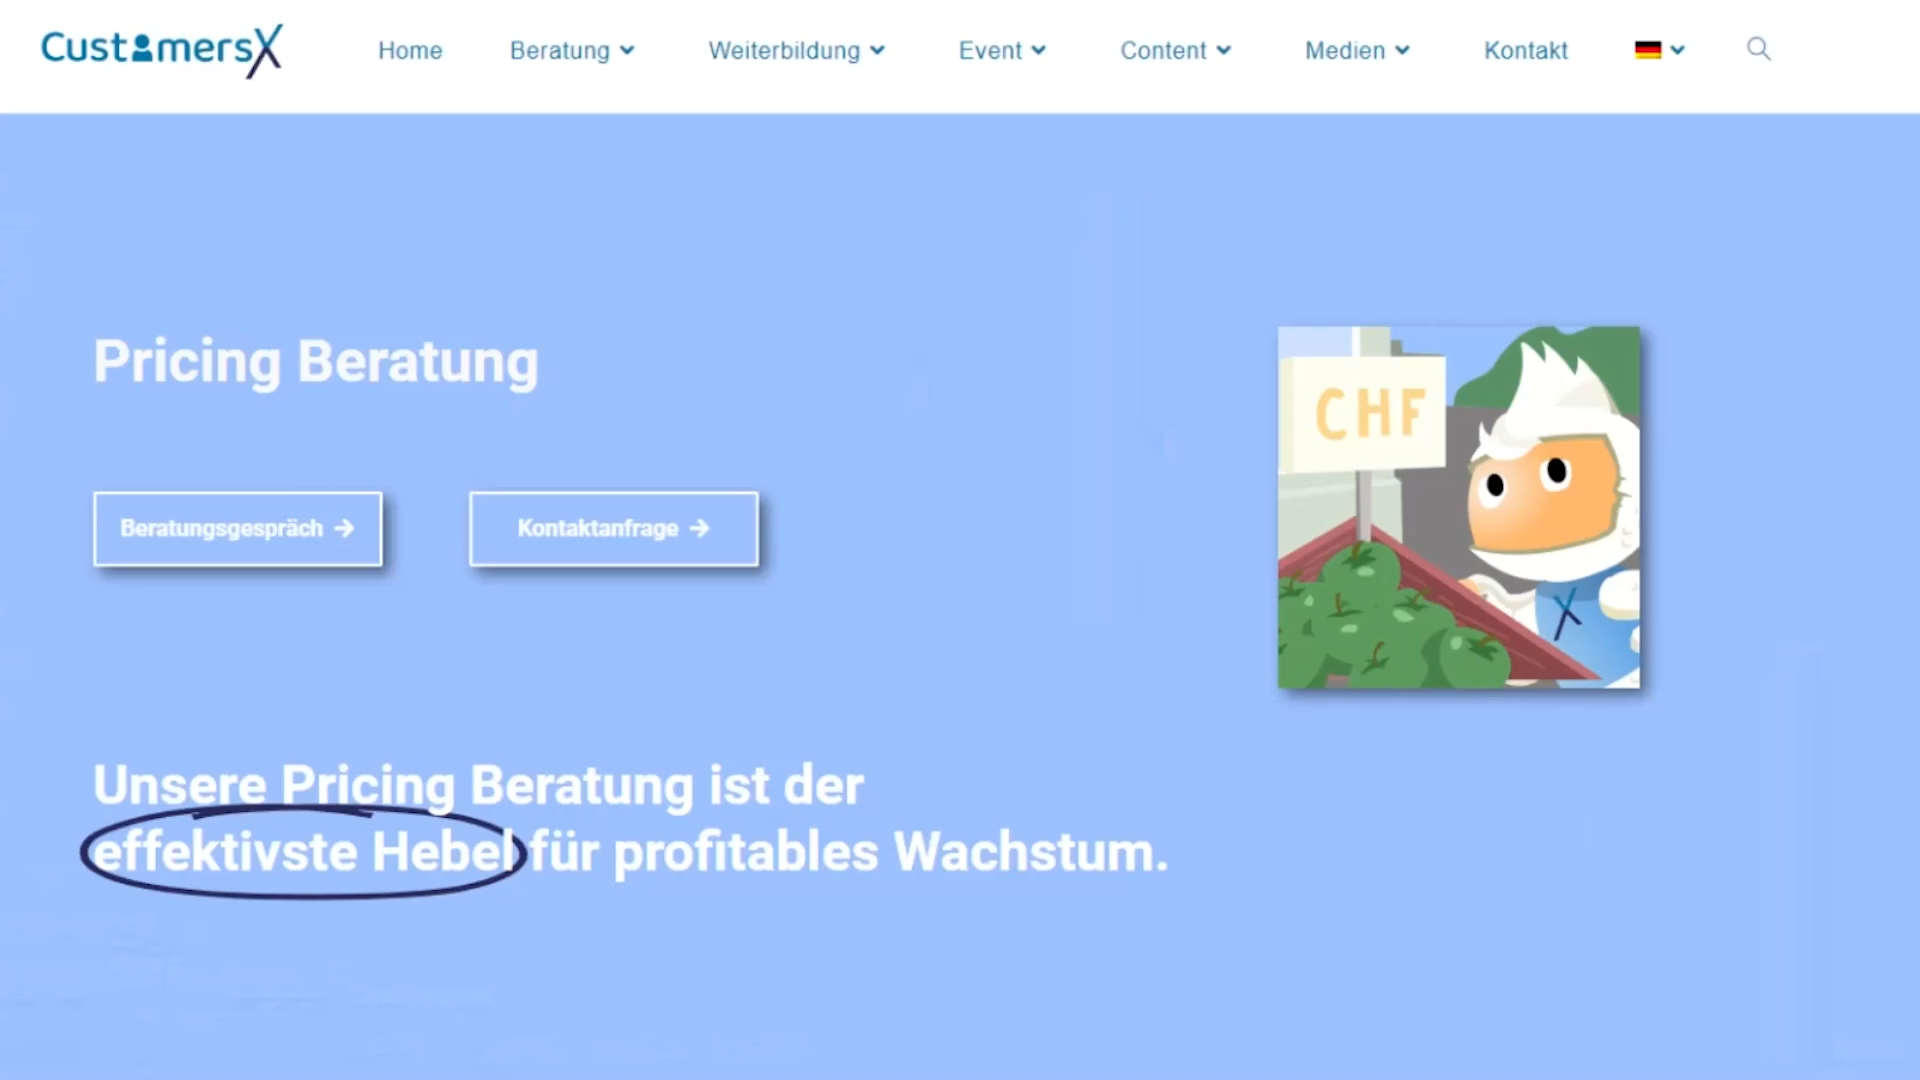 CustomersX
Home
Beratung
Weiterbildung
Event
Content
Medien
Kontakt
Pricing Beratung
Beratungsgespräch →
Kontaktanfrage →
CHF
X
Unsere Pricing Beratung ist der
effektivste Hebel für profitables Wachstum.